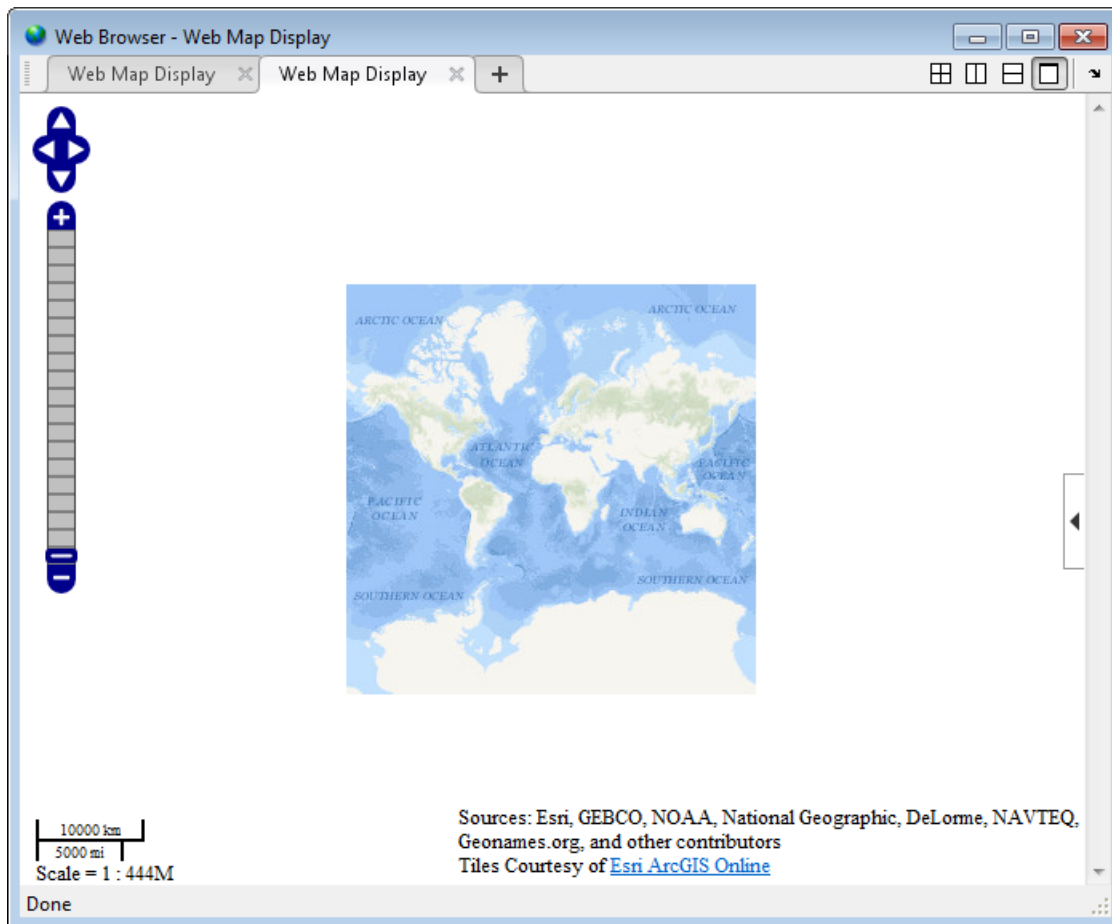 Web Browser - Web Map Display
Web Map Display
Web Map Display
ARCTIC OCEAN
ARCTIC OCEAN
ATLANTIC
OCEAN
PACIFIC
OCEAN
PACIFIC
OCEAN
INDIAN
OCEAN
SOUTHERN OCEAN
SOUTHERN OCEAN
10000 km
5000 mi
Scale = 1 : 444M
Sources: Esri, GEBCO, NOAA, National Geographic, DeLorme, NAVTEQ,
Geonames.org, and other contributors
Tiles Courtesy of Esri ArcGIS Online
Done